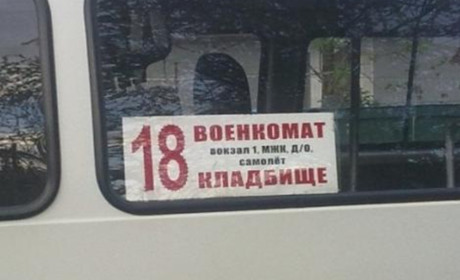 18 ВОЕНКОМАТ
вокзал 1, МЖК, Д/О,
самолёт
КЛАДБИЩЕ